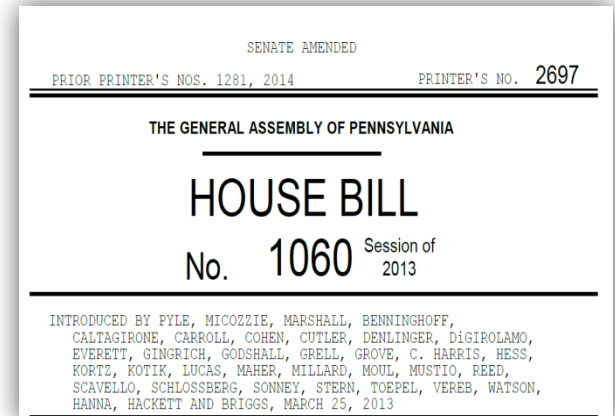 SENATE AMENDED
PRIOR PRINTER'S NOS. 1281, 2014 PRINTER'S NO. 2697
THE GENERAL ASSEMBLY OF PENNSYLVANIA
HOUSE BILL
No. 1060 Session of 2013
INTRODUCED BY PYLE, MICOZZIE, MARSHALL, BENNINGHOFF,
CALTAGIRONE, CARROLL, COHEN, CUTLER, DENLINGER, DiGIROLAMO,
EVERETT, GINGRICH, GODSHALL, GRELL, GROVE, C. HARRIS, HESS,
KORTZ, KOTIK, LUCAS, MAHER, MILLARD, MOUL, MUSTIO, REED,
SCAVELLO, SCHLOSSBERG, SONNEY, STERN, TOEPEL, VEREB, WATSON,
HANNA, HACKETT AND BRIGGS, MARCH 25, 2013